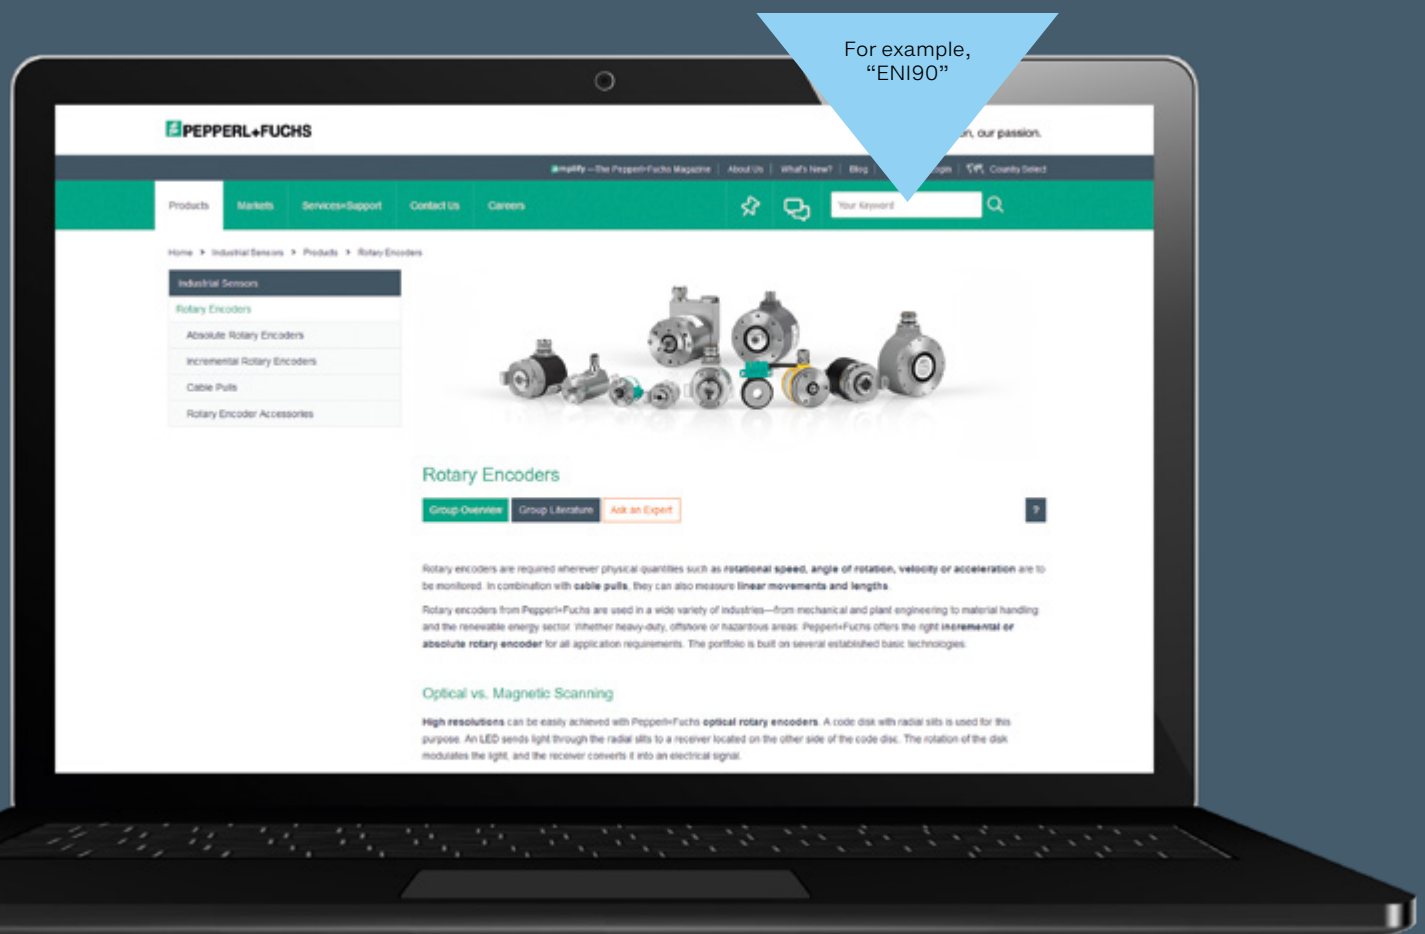 For example,
“ENI90”
PEPPERL+FUCHS
n, our passion.
amplify—The Pepperl+Fuchs Magazine | About Us | What's New? | Blog | ogin | Country Select
Products Markets Services+Support Contact Us Careers Your Keyword
Home > Industrial Sensors > Products > Rotary Encoders
Industrial Sensors
Rotary Encoders
Absolute Rotary Encoders
Incremental Rotary Encoders
Cable Pulls
Rotary Encoder Accessories
Rotary Encoders
Group Overview Group Literature Ask an Expert ?
Rotary encoders are required wherever physical quantities such as rotational speed, angle of rotation, velocity or acceleration are to
be monitored. In combination with cable pulls, they can also measure linear movements and lengths.
Rotary encoders from Pepperl+Fuchs are used in a wide variety of industries—from mechanical and plant engineering to material handling
and the renewable energy sector. Whether heavy-duty, offshore or hazardous areas: Pepperl+Fuchs offers the right incremental or
absolute rotary encoder for all application requirements. The portfolio is built on several established basic technologies.
Optical vs. Magnetic Scanning
High resolutions can be easily achieved with Pepperl+Fuchs optical rotary encoders. A code disk with radial slits is used for this
purpose. An LED sends light through the radial slits to a receiver located on the other side of the code disc. The rotation of the disk
modulates the light, and the receiver converts it into an electrical signal.